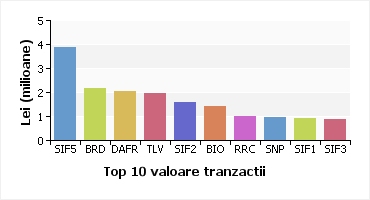 Lei (milioane)
5
4
3
2
1
0
SIF5 BRD DAFR TLV SIF2 BIO RRC SNP SIF1 SIF3
Top 10 valoare tranzactii